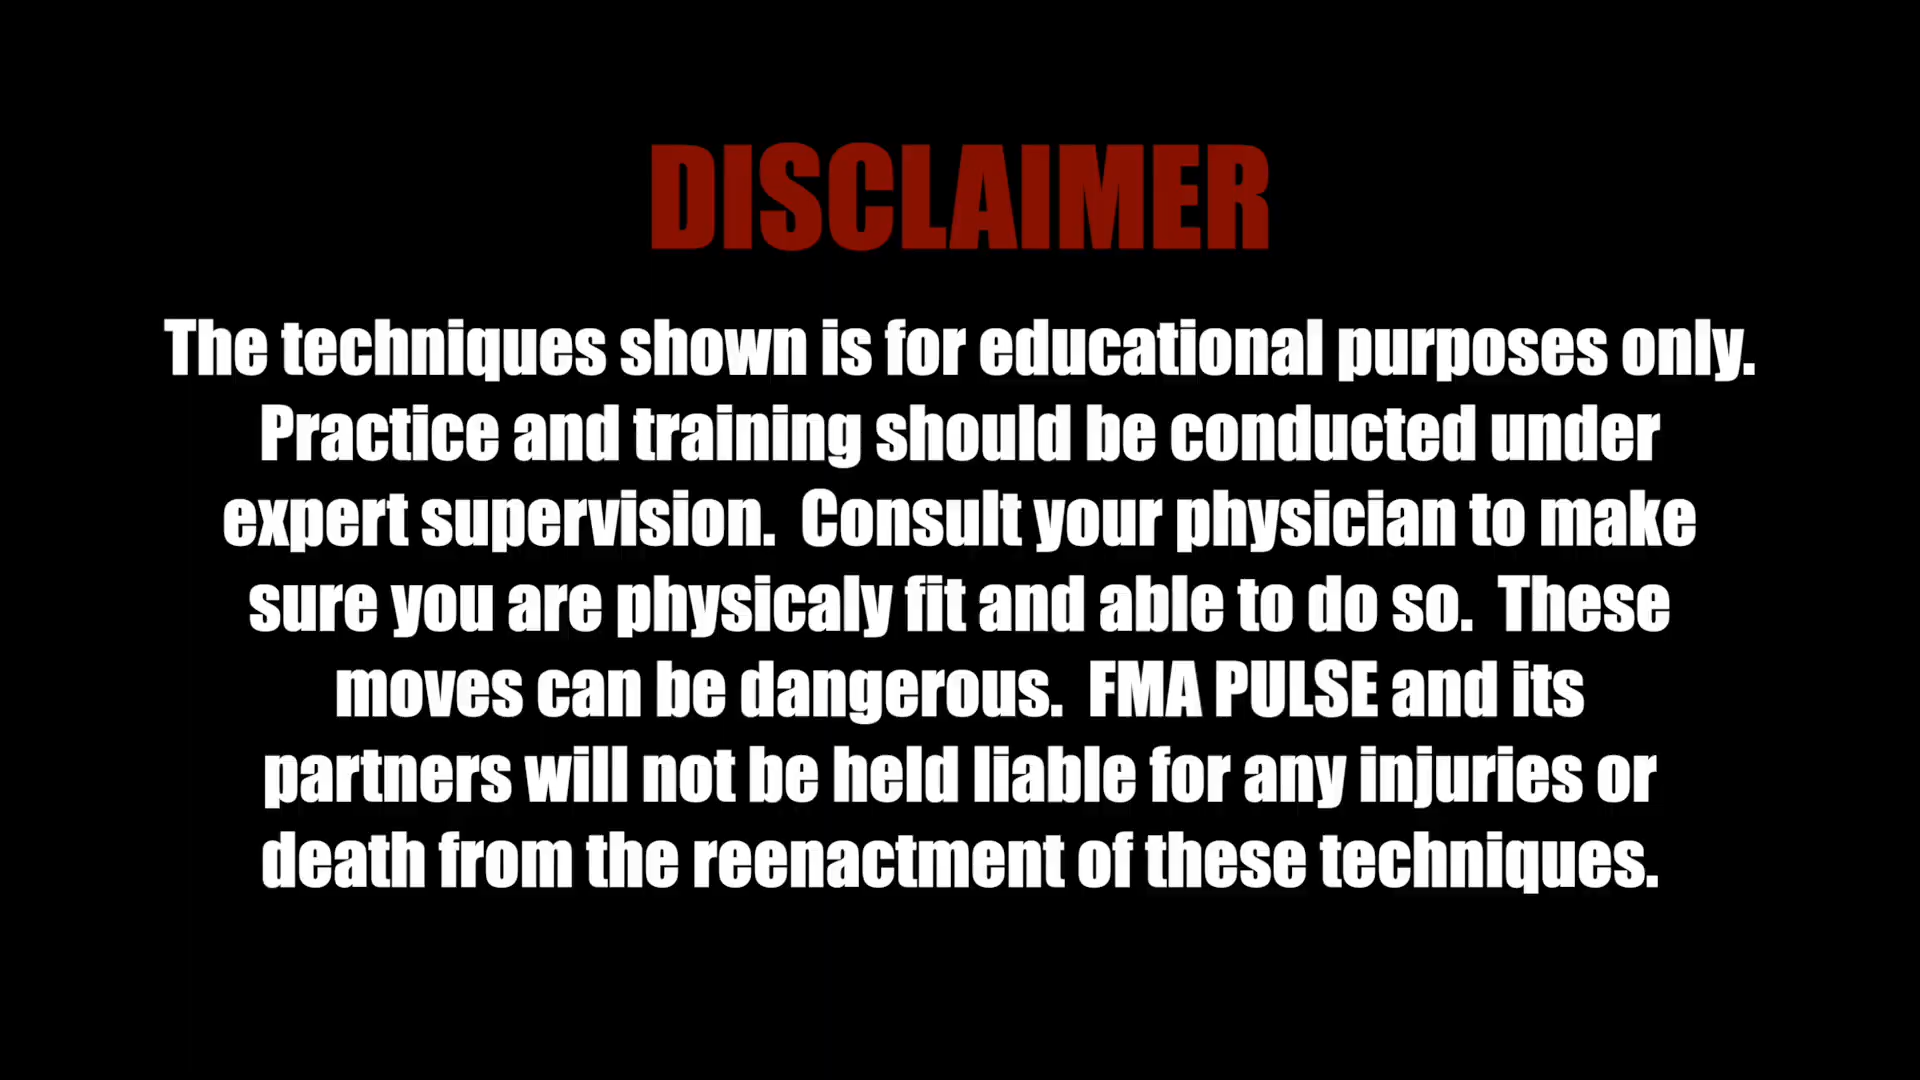 DISCLAIMER
The techniques shown is for educational purposes only.
Practice and training should be conducted under
expert supervision.  Consult your physician to make
sure you are physicaly fit and able to do so.  These
moves can be dangerous.  FMA PULSE and its
partners will not be held liable for any injuries or
death from the reenactment of these techniques.